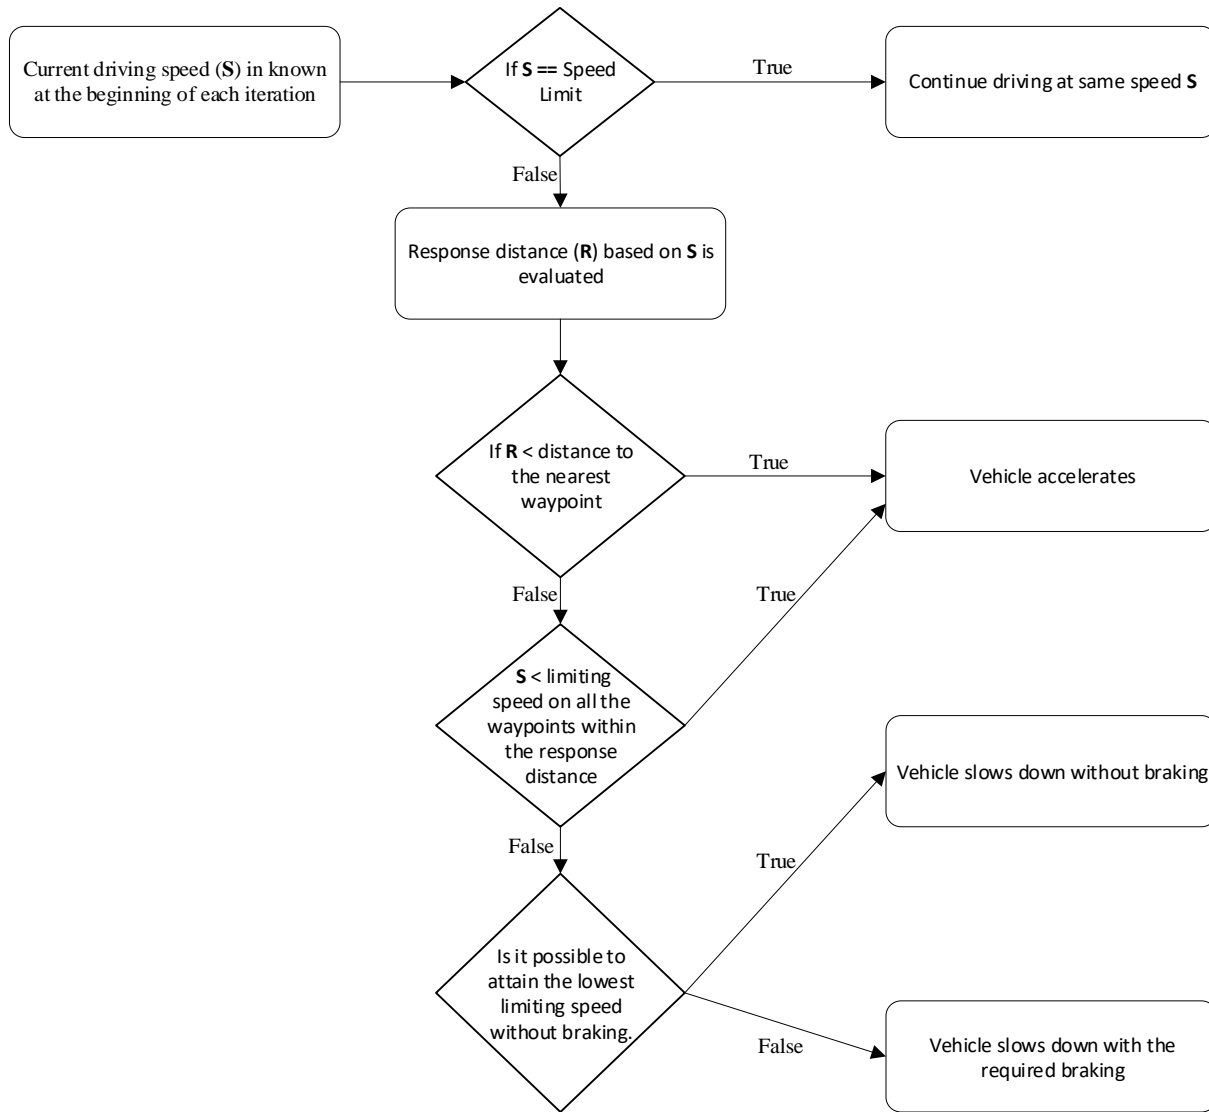 Current driving speed (S) in known
at the beginning of each iteration
If S == Speed
Limit
True
Continue driving at same speed S
False
Response distance (R) based on S is
evaluated
If R < distance to
the nearest
waypoint
True
Vehicle accelerates
False
True
S < limiting
speed on all the
waypoints within
the response
distance
Vehicle slows down without braking
False
True
Is it possible to
attain the lowest
limiting speed
without braking.
False
Vehicle slows down with the
required braking